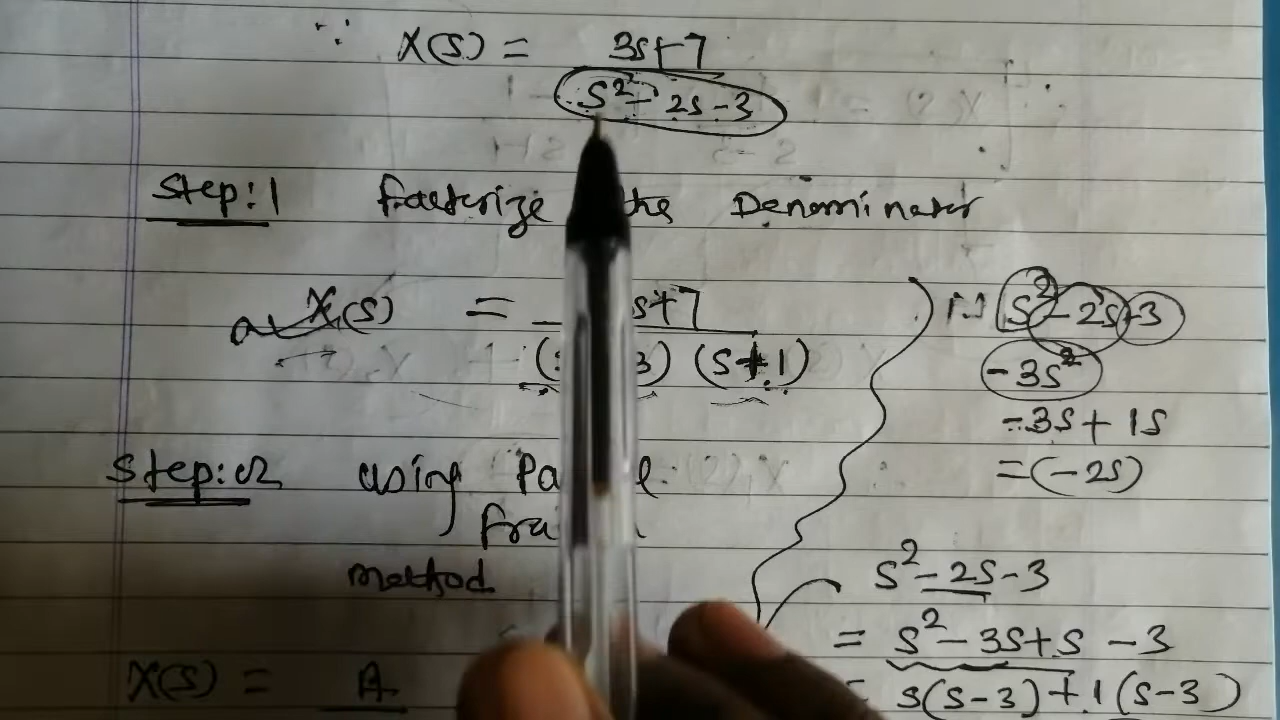 ∵ X(S) = 3s+7
S² - 2s - 3
Step:1 factorize the Denominator
X(S) = s+7
3) (S+1)
Step:02 Using
method
X(S) = A
S² - 2s - 3
-3s²
-3s + 1s
= (-2s)
S² - 2s - 3
= S² - 3s + s - 3
= s(s-3) + 1(s-3)